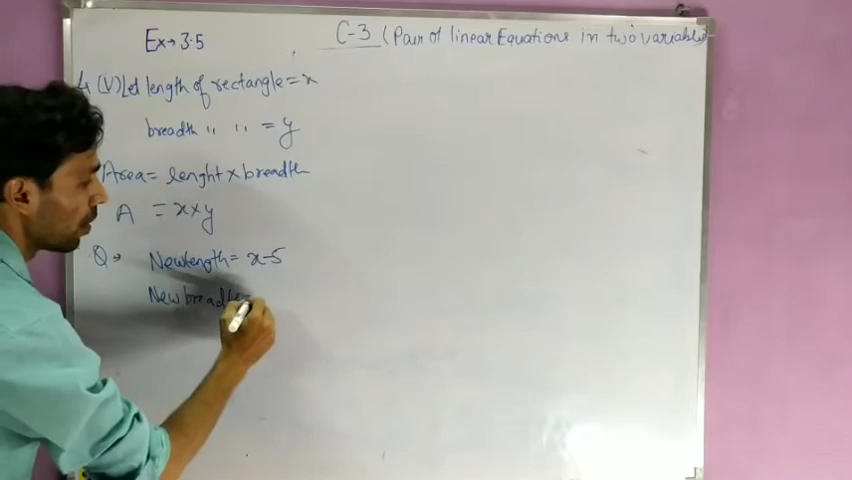 Ex→3.5
C-3 (Pair of linear Equations in two variables)
4 (V) Let length of rectangle = x
breadth " " = y
Area = lenght × breadth
A = x×y
Q→ New length = x-5
New breadth